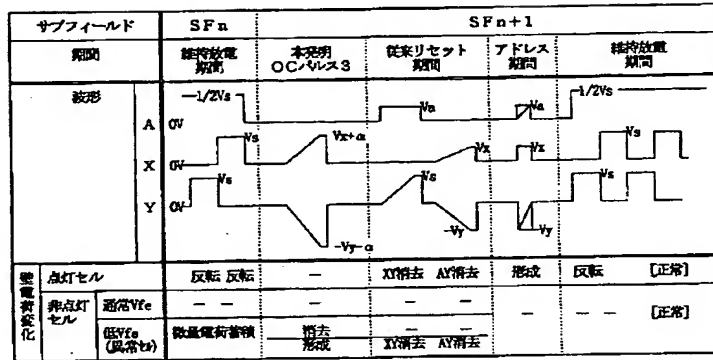 サブフィールド SFn SFn+1
期間 維持放電期間 本発明OCパルス3 従来リセット期間 アドレス期間 維持放電期間
波形
A 0V 1/2Vs Vn Va 1/2Vs
X 0V Vs Vx+α Vx Vx Vs
Y 0V Vs -Vy-α Vs -Vy -Vy Vs
壁電荷変化
点灯セル 反転 反転 - XY消去 AY消去 形成 反転 [正常]
非点灯セル 通常Vfe - - - - - - - [正常]
低Vfe(異常セル) 微量電荷蓄積 消去 形成 XY消去 AY消去